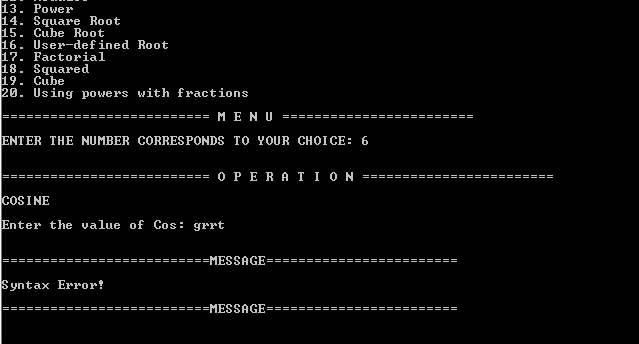 13. Power
14. Square Root
15. Cube Root
16. User-defined Root
17. Factorial
18. Squared
19. Cube
20. Using powers with fractions
========================== M E N U ========================
ENTER THE NUMBER CORRESPONDS TO YOUR CHOICE: 6
========================== O P E R A T I O N ========================
COSINE
Enter the value of Cos: grrt
==========================MESSAGE========================
Syntax Error!
==========================MESSAGE========================